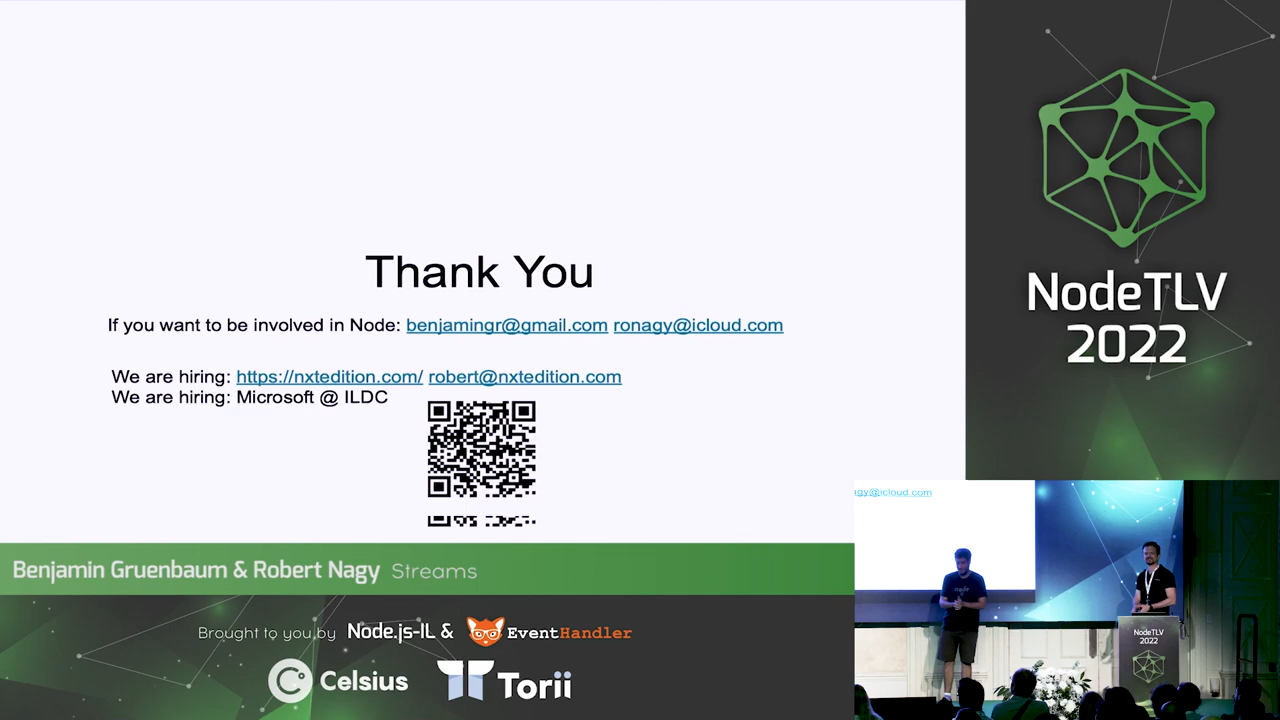 Thank You
If you want to be involved in Node: benjamingr@gmail.com ronagy@icloud.com
We are hiring: https://nxtedition.com/ robert@nxtedition.com
We are hiring: Microsoft @ ILDC
NodeTLV
2022
agy@icloud.com
node
NodeTLV
2022
Benjamin Gruenbaum & Robert Nagy Streams
Brought to you by Node.js-IL & EventHandler
Celsius Torii